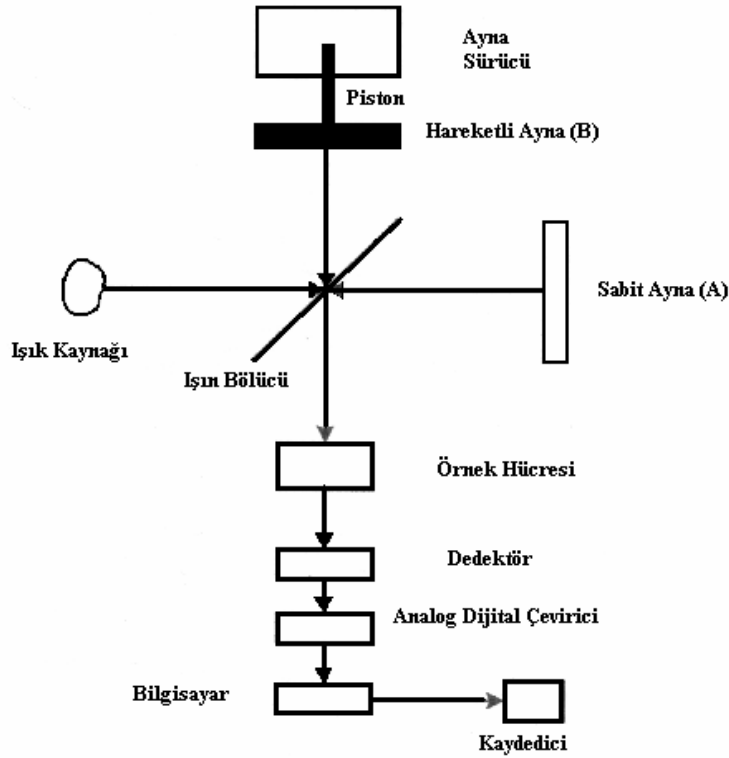 Ayna
Sürücü
Piston
Hareketli Ayna (B)
Sabit Ayna (A)
Işık Kaynağı
Işın Bölücü
Örnek Hücresi
Dedektör
Analog Dijital Çevirici
Bilgisayar
Kaydedici